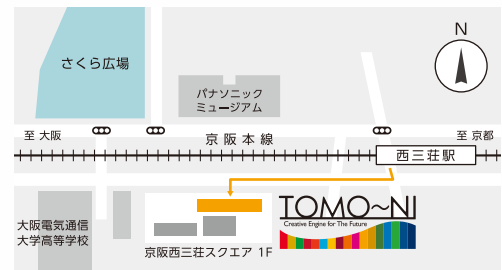 N
さくら広場
パナソニック
ミュージアム
至 大阪
京阪本線
至 京都
西三荘駅
大阪電気通信
大学高等学校
京阪西三荘スクエア 1F
TOMO～NI
Creative Engine for The Future